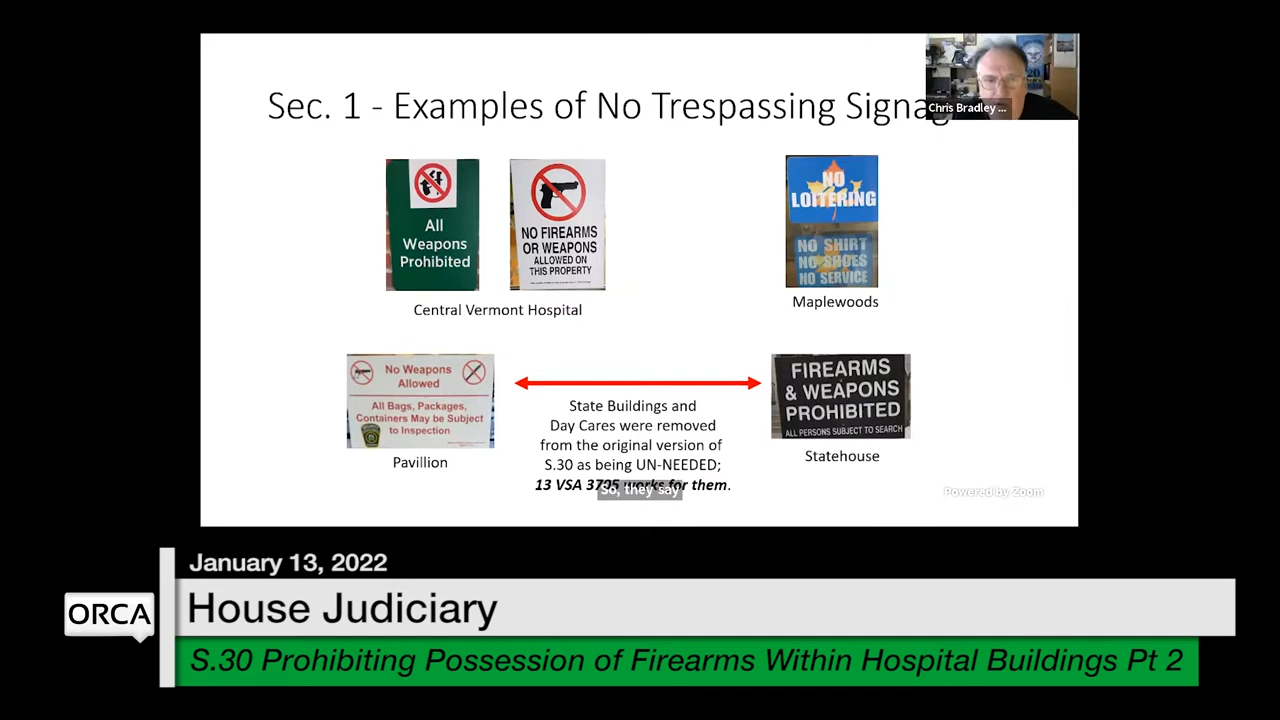 Sec. 1 - Examples of No Trespassing Signag
Chris Bradley ...
All
Weapons
Prohibited
NO FIREARMS
OR WEAPONS
ALLOWED ON
THIS PROPERTY
NO
LOITERING
NO SHIRT
NO SHOES
NO SERVICE
Central Vermont Hospital
Maplewoods
No Weapons
Allowed
All Bags, Packages,
Containers May be Subject
to Inspection
State Buildings and
Day Cares were removed
from the original version of
S.30 as being UN-NEEDED;
13 VSA 3705 works for them.
So, they say
FIREARMS
& WEAPONS
PROHIBITED
ALL PERSONS SUBJECT TO SEARCH
Pavillion
Statehouse
Powered by Zoom
January 13, 2022
ORCA
House Judiciary
S.30 Prohibiting Possession of Firearms Within Hospital Buildings Pt 2